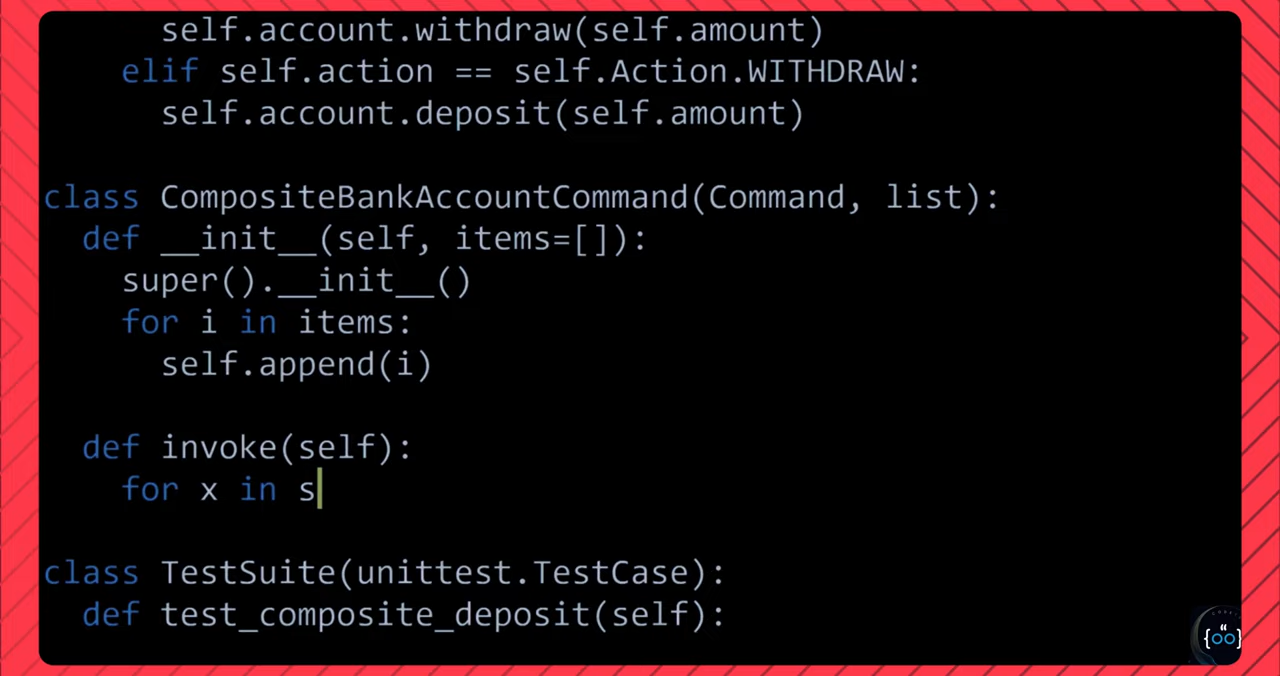 self.account.withdraw(self.amount)
elif self.action == self.Action.WITHDRAW:
self.account.deposit(self.amount)
class CompositeBankAccountCommand(Command, list):
def __init__(self, items=[]):
super().__init__()
for i in items:
self.append(i)
def invoke(self):
for x in s
class TestSuite(unittest.TestCase):
def test_composite_deposit(self):